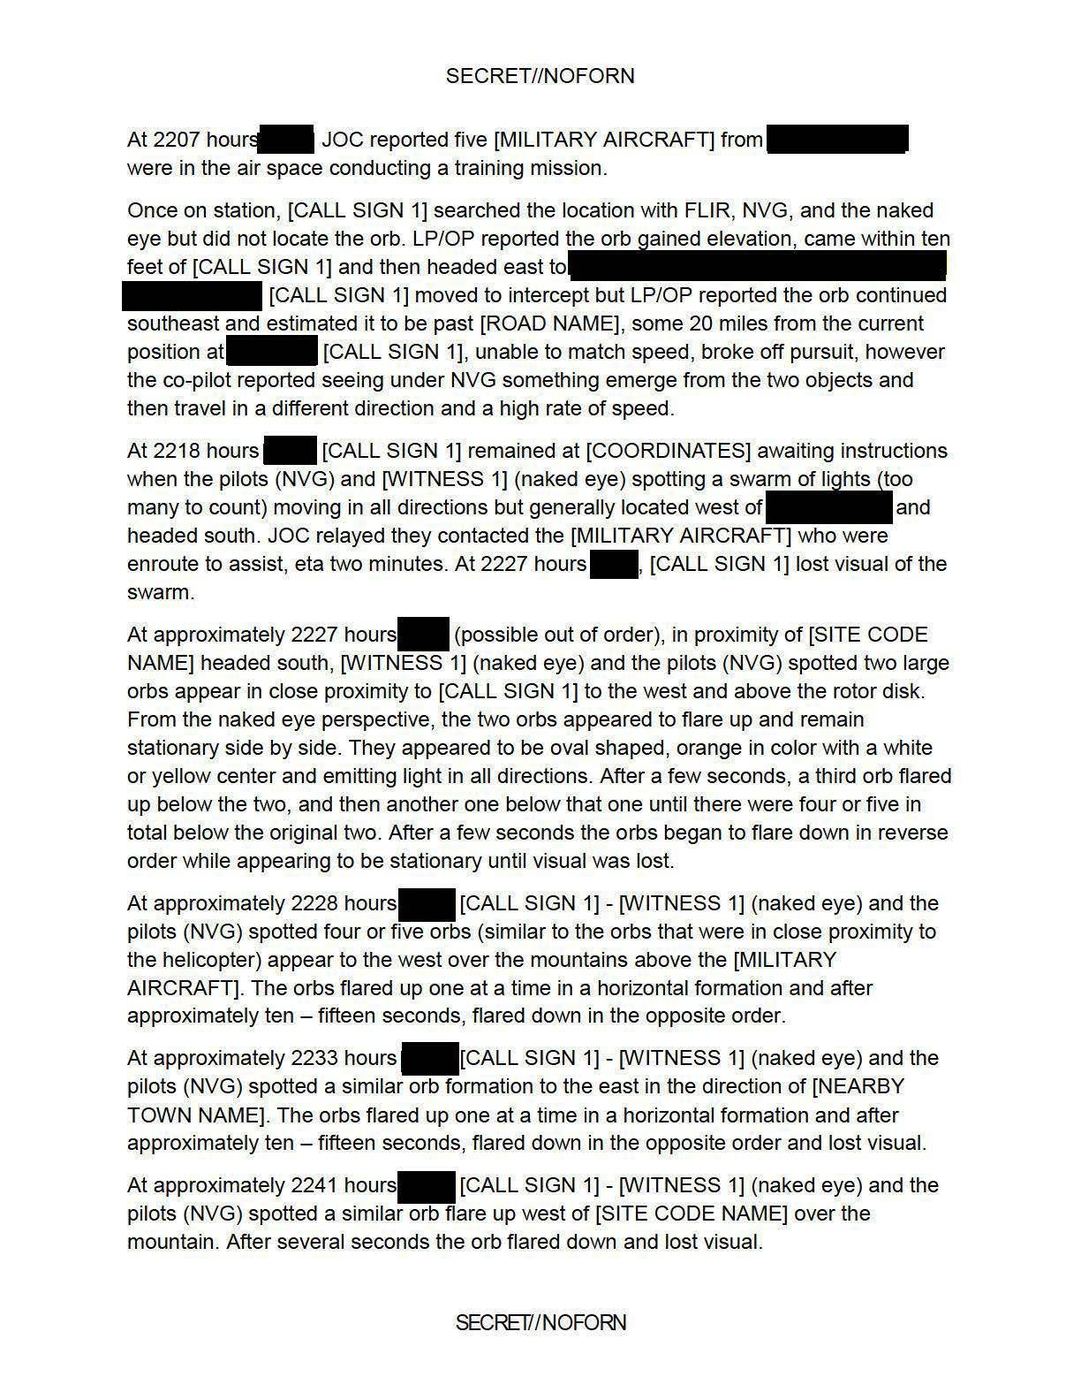 SECRET//NOFORN
At 2207 hours JOC reported five [MILITARY AIRCRAFT] from
were in the air space conducting a training mission.
Once on station, [CALL SIGN 1] searched the location with FLIR, NVG, and the naked
eye but did not locate the orb. LP/OP reported the orb gained elevation, came within ten
feet of [CALL SIGN 1] and then headed east to
[CALL SIGN 1] moved to intercept but LP/OP reported the orb continued
southeast and estimated it to be past [ROAD NAME], some 20 miles from the current
position at [CALL SIGN 1], unable to match speed, broke off pursuit, however
the co-pilot reported seeing under NVG something emerge from the two objects and
then travel in a different direction and a high rate of speed.
At 2218 hours [CALL SIGN 1] remained at [COORDINATES] awaiting instructions
when the pilots (NVG) and [WITNESS 1] (naked eye) spotting a swarm of lights (too
many to count) moving in all directions but generally located west of and
headed south. JOC relayed they contacted the [MILITARY AIRCRAFT] who were
enroute to assist, eta two minutes. At 2227 hours , [CALL SIGN 1] lost visual of the
swarm.
At approximately 2227 hours (possible out of order), in proximity of [SITE CODE
NAME] headed south, [WITNESS 1] (naked eye) and the pilots (NVG) spotted two large
orbs appear in close proximity to [CALL SIGN 1] to the west and above the rotor disk.
From the naked eye perspective, the two orbs appeared to flare up and remain
stationary side by side. They appeared to be oval shaped, orange in color with a white
or yellow center and emitting light in all directions. After a few seconds, a third orb flared
up below the two, and then another one below that one until there were four or five in
total below the original two. After a few seconds the orbs began to flare down in reverse
order while appearing to be stationary until visual was lost.
At approximately 2228 hours [CALL SIGN 1] - [WITNESS 1] (naked eye) and the
pilots (NVG) spotted four or five orbs (similar to the orbs that were in close proximity to
the helicopter) appear to the west over the mountains above the [MILITARY
AIRCRAFT]. The orbs flared up one at a time in a horizontal formation and after
approximately ten – fifteen seconds, flared down in the opposite order.
At approximately 2233 hours [CALL SIGN 1] - [WITNESS 1] (naked eye) and the
pilots (NVG) spotted a similar orb formation to the east in the direction of [NEARBY
TOWN NAME]. The orbs flared up one at a time in a horizontal formation and after
approximately ten – fifteen seconds, flared down in the opposite order and lost visual.
At approximately 2241 hours [CALL SIGN 1] - [WITNESS 1] (naked eye) and the
pilots (NVG) spotted a similar orb flare up west of [SITE CODE NAME] over the
mountain. After several seconds the orb flared down and lost visual.
SECRET//NOFORN